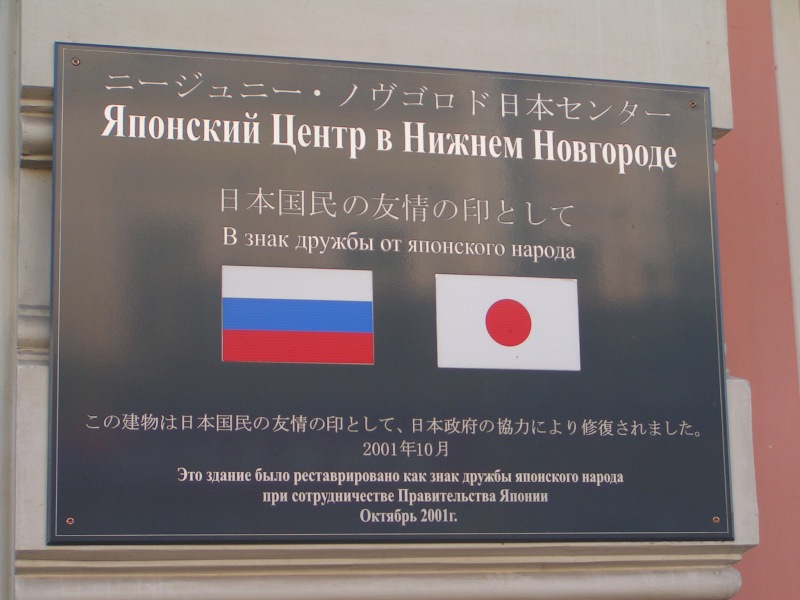 ニージュニー・ノヴゴロド日本センター
Японский Центр в Нижнем Новгороде
日本国民の友情の印として
В знак дружбы от японского народа
この建物は日本国民の友情の印として、日本政府の協力により修復されました。
2001年10月
Это здание было реставрировано как знак дружбы японского народа
при сотрудничестве Правительства Японии
Октябрь 2001г.